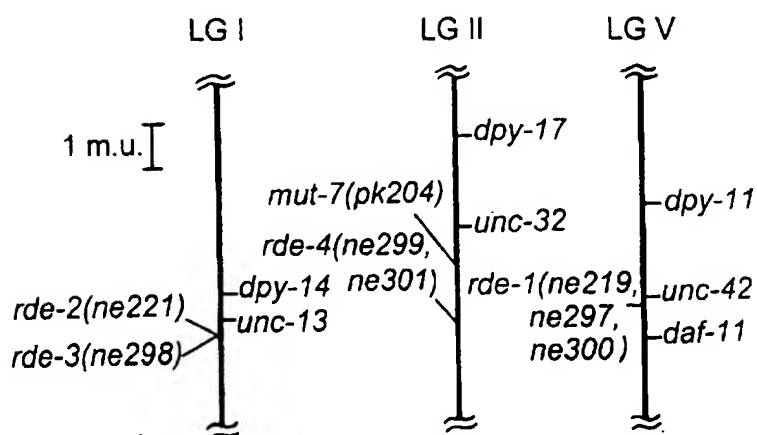 LG I
LG II
LG V
1 m.u.
dpy-17
mut-7(pk204)
dpy-11
unc-32
rde-4(ne299,
ne301)
rde-1(ne219,
ne297,
ne300)
dpy-14
unc-42
rde-2(ne221)
unc-13
daf-11
rde-3(ne298)